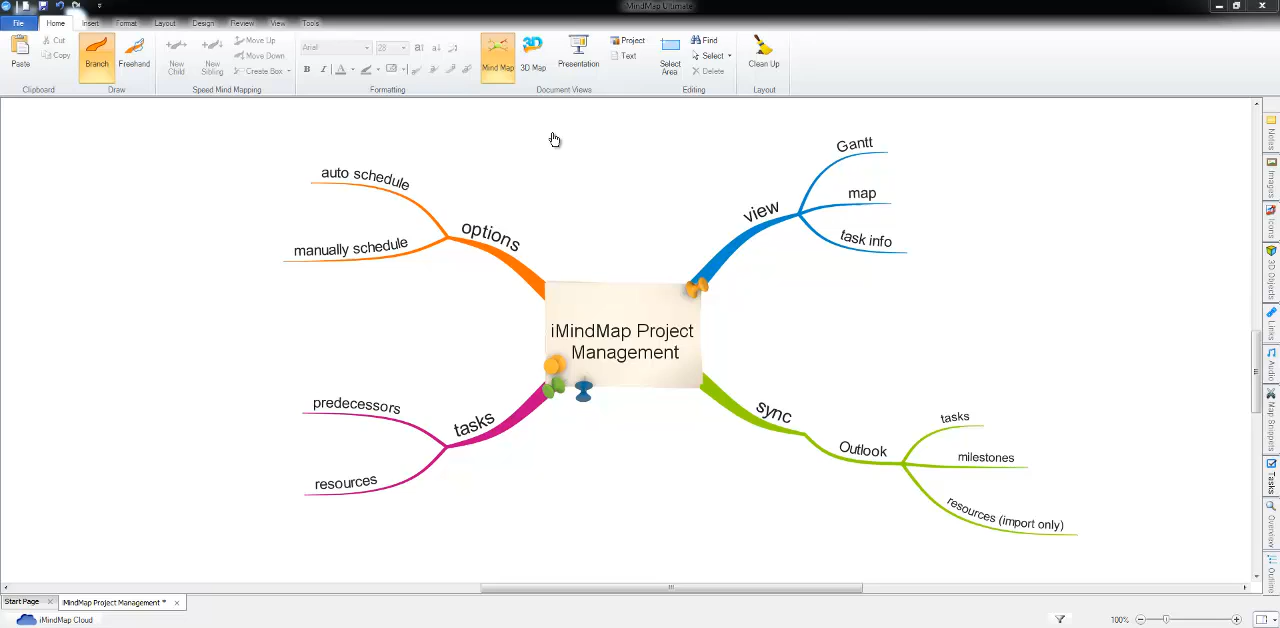 MindMap Ultimate
File Home Insert Format Layout Design Review View Tools
Paste
Cut
Copy
Clipboard
Branch
Freehand
Draw
New Child
New Sibling
Move Up
Move Down
Create Box
Speed Mind Mapping
Arial 28
B I A
Formatting
Mind Map
3D Map
Presentation
Project
Text
Document Views
Select Area
Find
Select
Delete
Editing
Clean Up
Layout
auto schedule
manually schedule
options
Gantt
map
task info
view
iMindMap Project
Management
predecessors
resources
tasks
sync
Outlook
tasks
milestones
resources (import only)
Notes
Images
Icons
3D Objects
Links
Audio
Map Snippets
Tasks
Overview
Outline
Start Page
iMindMap Project Management *
iMindMap Cloud
100%